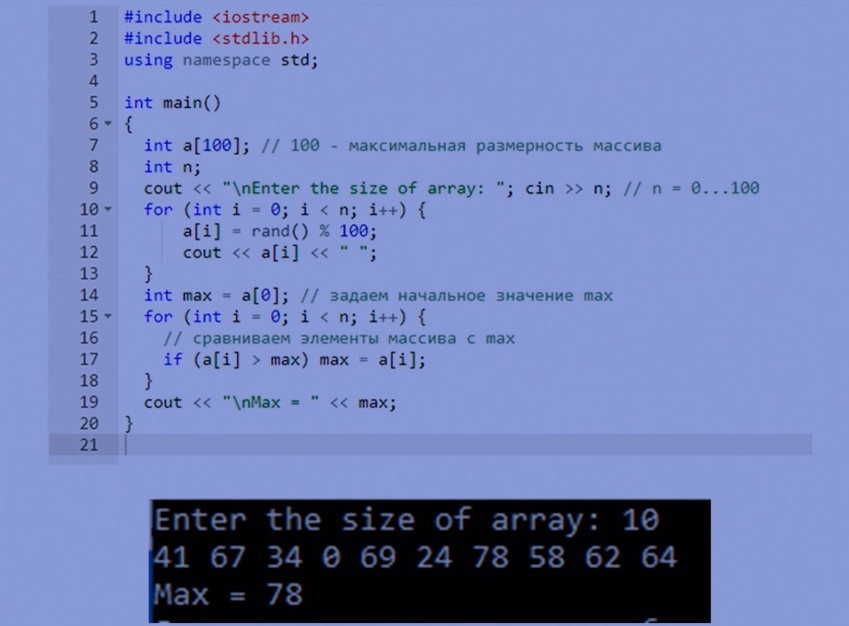 1 #include <iostream>
2 #include <stdlib.h>
3 using namespace std;
4
5 int main()
6 {
7 int a[100]; // 100 - максимальная размерность массива
8 int n;
9 cout << "\nEnter the size of array: "; cin >> n; // n = 0...100
10 for (int i = 0; i < n; i++) {
11 a[i] = rand() % 100;
12 cout << a[i] << " ";
13 }
14 int max = a[0]; // задаем начальное значение max
15 for (int i = 0; i < n; i++) {
16 // сравниваем элементы массива с max
17 if (a[i] > max) max = a[i];
18 }
19 cout << "\nMax = " << max;
20 }
21
Enter the size of array: 10
41 67 34 0 69 24 78 58 62 64
Max = 78